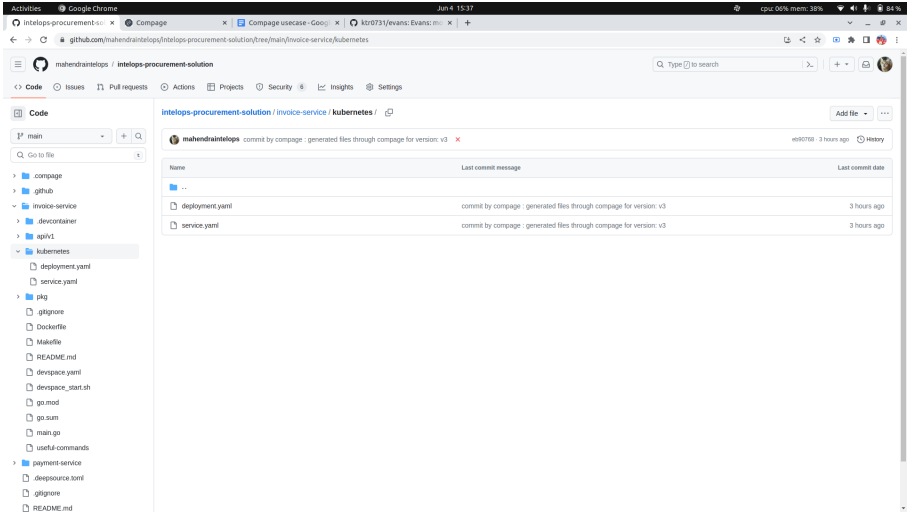 Activities Google Chrome Jun 4 15:37 cpu: 06% mem: 38% 84 %
intelops-procurement-sol × Compage × Compage usecase - Googl × ktr0731/evans: Evans: mo × +
github.com/mahendraintelops/intelops-procurement-solution/tree/main/invoice-service/kubernetes
mahendraintelops / intelops-procurement-solution Type / to search
<> Code Issues Pull requests Actions Projects Security 6 Insights Settings
Code intelops-procurement-solution / invoice-service / kubernetes / Add file ...
main
mahendraintelops commit by compage : generated files through compage for version: v3 × eb90768 · 3 hours ago History
Go to file t
Name Last commit message Last commit date
.compage
..
.github
invoice-service
deployment.yaml commit by compage : generated files through compage for version: v3 3 hours ago
.devcontainer
service.yaml commit by compage : generated files through compage for version: v3 3 hours ago
api/v1
kubernetes
deployment.yaml
service.yaml
pkg
.gitignore
Dockerfile
Makefile
README.md
devspace.yaml
devspace_start.sh
go.mod
go.sum
main.go
useful-commands
payment-service
.deepsource.toml
.gitignore
README.md